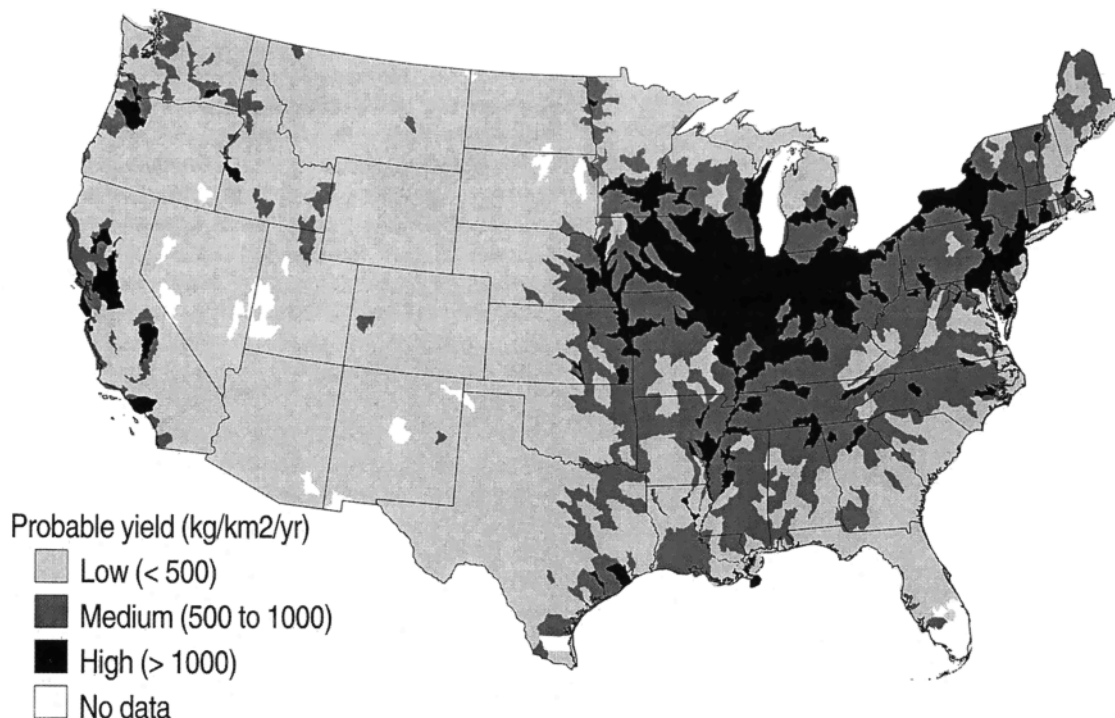 Probable yield (kg/km2/yr)
Low (< 500)
Medium (500 to 1000)
High (> 1000)
No data